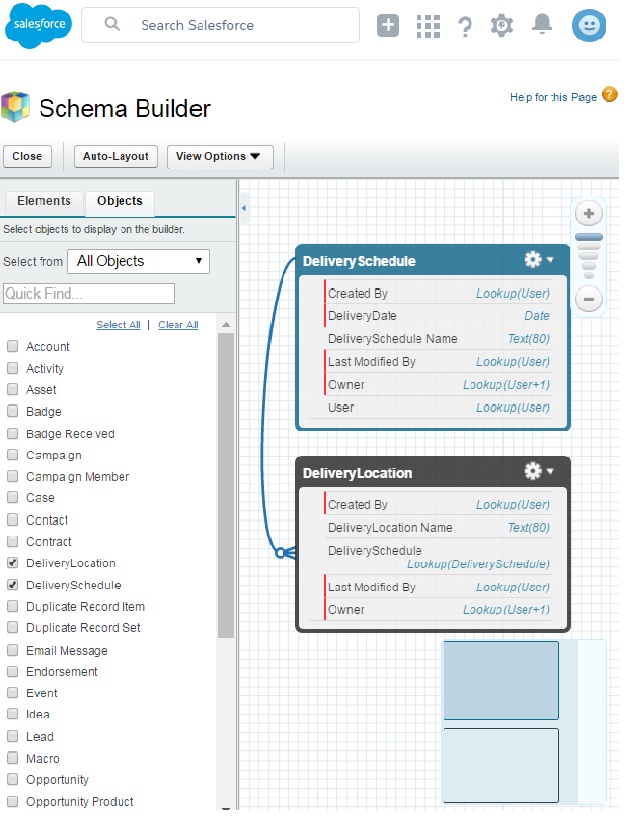 salesforce
Search Salesforce
Schema Builder
Help for this Page
Close
Auto-Layout
View Options
Elements
Objects
Select objects to display on the builder.
Select from All Objects
Quick Find...
Select All | Clear All
Account
Activity
Asset
Badge
Badge Received
Campaign
Campaign Member
Case
Contact
Contract
DeliveryLocation
DeliverySchedule
Duplicate Record Item
Duplicate Record Set
Email Message
Endorsement
Event
Idea
Lead
Macro
Opportunity
Opportunity Product
DeliverySchedule
Created By Lookup(User)
DeliveryDate Date
DeliverySchedule Name Text(80)
Last Modified By Lookup(User)
Owner Lookup(User+1)
User Lookup(User)
DeliveryLocation
Created By Lookup(User)
DeliveryLocation Name Text(80)
DeliverySchedule
Lookup(DeliverySchedule)
Last Modified By Lookup(User)
Owner Lookup(User+1)